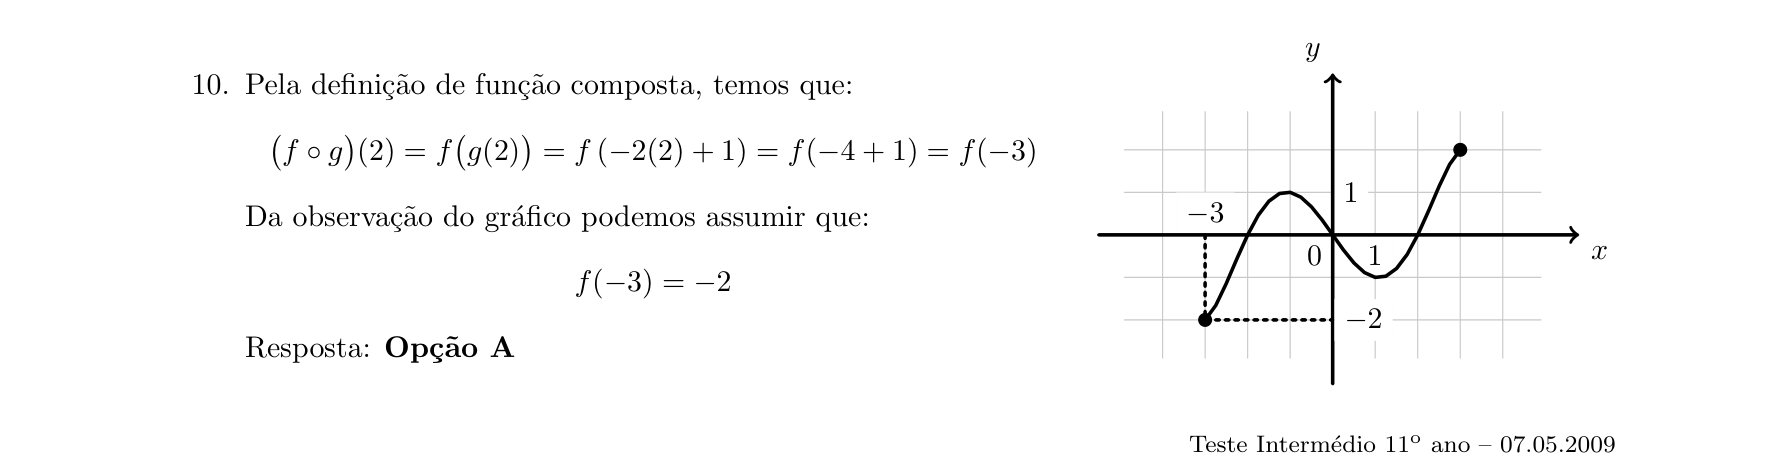 10. Pela definição de função composta, temos que:
(f ∘ g)(2) = f(g(2)) = f (−2(2) + 1) = f(−4 + 1) = f(−3)
Da observação do gráfico podemos assumir que:
f(−3) = −2
Resposta: Opção A
y
1
−3
0
1
x
−2
Teste Intermédio 11º ano – 07.05.2009